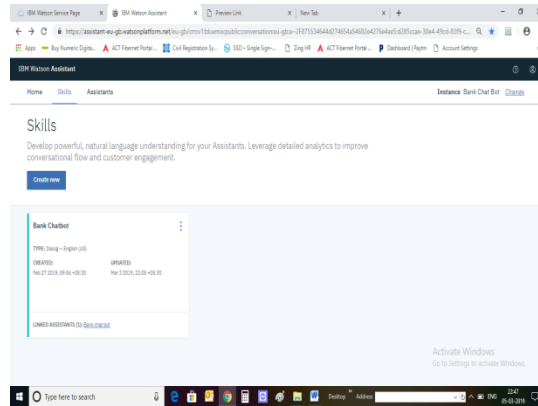 IBM Watson Service Page
IBM Watson Assistant
Preview Link
New Tab
Apps
Buy Numeric Digits...
ACT Fibernet Portal...
Civil Registration Sy...
SSO - Single Sign-...
Zing HR
ACT Fibernet Portal...
Dashboard | Paytm
Account Settings
IBM Watson Assistant
Home Skills Assistants
Instance Bank Chat Bot Change
Skills
Develop powerful, natural language understanding for your Assistants. Leverage detailed analytics to improve
conversational flow and customer engagement.
Create new
Bank Chatbot
TYPE: Dialog – English (US)
CREATED: UPDATED:
Feb 27 2019, 09:06 +05:30 Mar 3 2019, 22:05 +05:30
LINKED ASSISTANTS (1): Bank chat bot
Activate Windows
Go to Settings to activate Windows.
Type here to search
Desktop
Address
ENG
22:47
05-03-2019